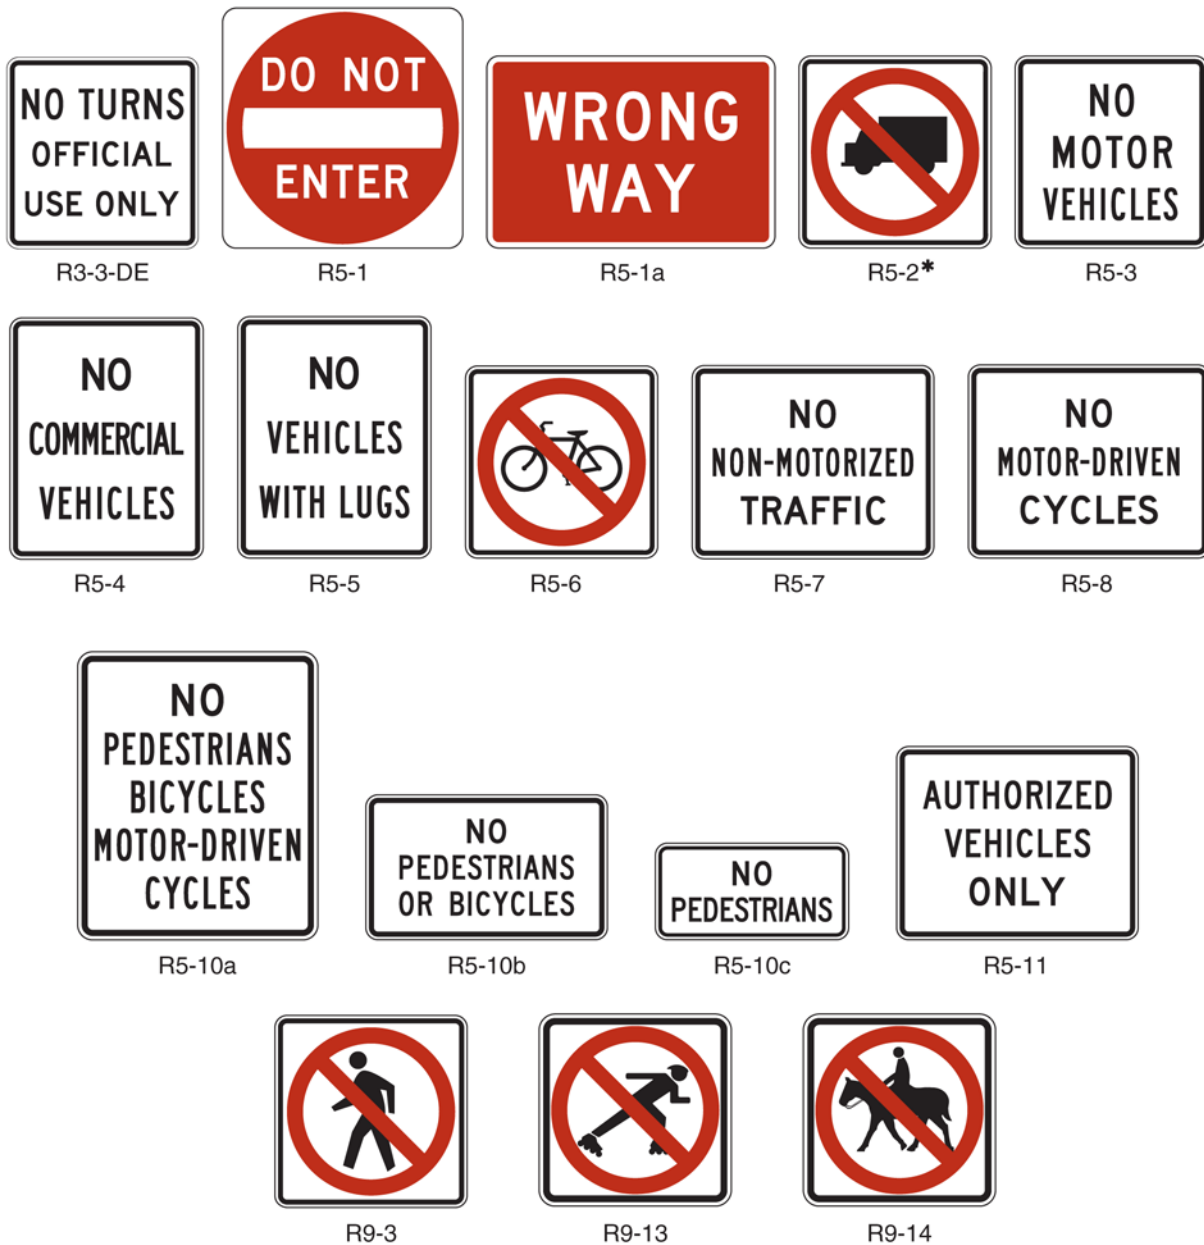 NO TURNS
OFFICIAL
USE ONLY
R3-3-DE
DO NOT
ENTER
R5-1
WRONG
WAY
R5-1a
R5-2*
NO
MOTOR
VEHICLES
R5-3
NO
COMMERCIAL
VEHICLES
R5-4
NO
VEHICLES
WITH LUGS
R5-5
R5-6
NO
NON-MOTORIZED
TRAFFIC
R5-7
NO
MOTOR-DRIVEN
CYCLES
R5-8
NO
PEDESTRIANS
BICYCLES
MOTOR-DRIVEN
CYCLES
R5-10a
NO
PEDESTRIANS
OR BICYCLES
R5-10b
NO
PEDESTRIANS
R5-10c
AUTHORIZED
VEHICLES
ONLY
R5-11
R9-3
R9-13
R9-14